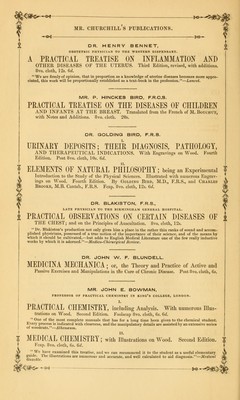 MR. CHURCHILL'S PUBLICATIONS.
DR. HENRY BENNET,
OBSTETRIC PHYSICIAN TO THE WESTERN DISPENSARY.
A PRACTICAL TREATISE ON INFLAMMATION AND
OTHER DISEASES OF THE UTERUS. Third Edition, revised, with additions.
8vo. cloth, 12s. 6d.
"We are firmly of opinion, that in proportion as a knowledge of uterine diseases becomes more appre-
ciated, this work will be proportionably established as a text-book in the profession."—Lancet.
MR. P. HINCKES BIRD, F.R.C.S.
PRACTICAL TREATISE ON THE DISEASES OF CHILDREN
AND INFANTS AT THE BREAST. Translated from the French of M. BOUCHUT,
with Notes and Additions. 8vo. cloth. 20s.
DR. GOLDING BIRD, F.R.S.
I.
URINARY DEPOSITS; THEIR DIAGNOSIS, PATHOLOGY,
AND THERAPEUTICAL INDICATIONS. With Engravings on Wood. Fourth
Edition. Post 8vo. cloth, 10s. 6d.
II.
ELEMENTS OF NATURAL PHILOSOPHY; being an Experimental
Introduction to the Study of the Physical Sciences. Illustrated with numerous Engrav-
ings on Wood. Fourth Edition. By GOLDING BIRD, M.D., F.R.S., and CHARLES
BROOKE, M.B. Cantab., F.R.S. Fcap. 8vo. cloth, 12s. 6d.
DR. BLAKISTON, F.R.S.,
LATE PHYSICIAN TO THE BIRMINGHAM GENERAL HOSPITAL.
PRACTICAL OBSERVATIONS ON CERTAIN DISEASES OF
THE CHEST; and on the Principles of Auscultation. 8vo. cloth, 12s.
"Dr. Blakiston's production not only gives him a place in the rather thin ranks of sound and accom-
plished physicians, possessed of a true notion of the importance of their science, and of the means by
which it should be cultivated,—but adds to English Medical Literature one of the few really inductive
works by which it is adorned."—Medico-Chirurgical Review.
DR. JOHN W. F. BLUNDELL.
MEDICINA MECHANICA; or, the Theory and Practice of Active and
Passive Exercises and Manipulations in the Cure of Chronic Disease. Post 8vo. cloth, 6s.
MR. JOHN E. BOWMAN,
PROFESSOR OF PRACTICAL CHEMISTRY IN KING'S COLLEGE, LONDON.
I.
PRACTICAL CHEMISTRY, including Analysis. With numerous Illus-
trations on Wood. Second Edition. Foolscap 8vo. cloth, 6s. 6d.
"One of the most complete manuals that has for a long time been given to the chemical student.
Every process is indicated with clearness, and the manipulatory details are assisted by an extensive series
of woodcuts."—Athenæum.
II.
MEDICAL CHEMISTRY; with Illustrations on Wood. Second Edition.
Fcap. 8vo. cloth, 6s. 6d.
"We have examined this treatise, and we can recommend it to the student as a useful elementary
guide. The illustrations are numerous and accurate, and well calculated to aid diagnosis."—Medical